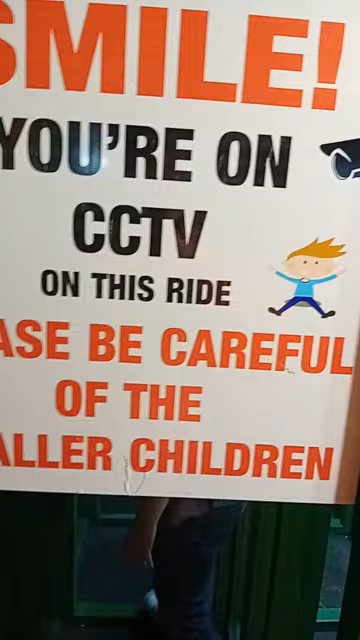 SMILE!
YOU'RE ON
CCTV
ON THIS RIDE
ASE BE CAREFUL
OF THE
ALLER CHILDREN